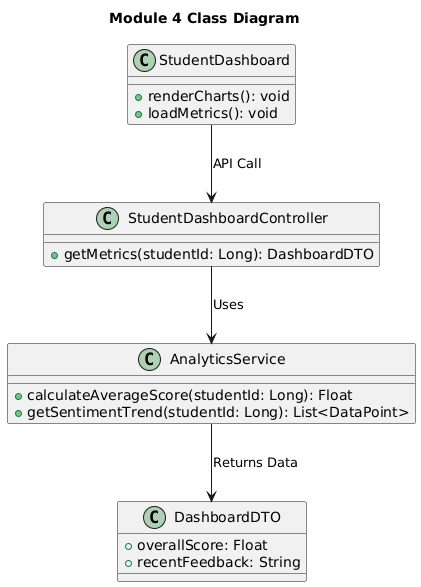 Module 4 Class Diagram
C StudentDashboard
renderCharts(): void
loadMetrics(): void
API Call
C StudentDashboardController
getMetrics(studentId: Long): DashboardDTO
Uses
C AnalyticsService
calculateAverageScore(studentId: Long): Float
getSentimentTrend(studentId: Long): List<DataPoint>
Returns Data
C DashboardDTO
overallScore: Float
recentFeedback: String